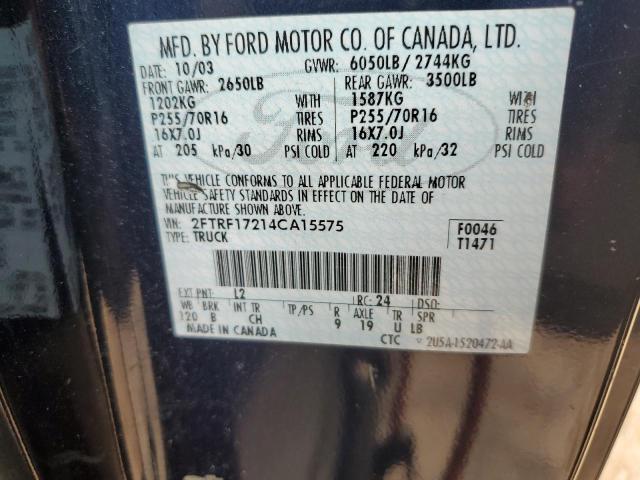 MFD. BY FORD MOTOR CO. OF CANADA, LTD.
DATE: 10/03 GVWR: 6050LB/ 2744KG
FRONT GAWR: 2650LB REAR GAWR: 3500LB
1202KG WITH 1587KG WITH
P255/70R16 TIRES P255/70R16 TIRES
16X7.0J RIMS 16X7.0J RIMS
AT 205 kPa/30 PSI COLD AT 220 kPa/32 PSI COLD
THIS VEHICLE CONFORMS TO ALL APPLICABLE FEDERAL MOTOR
VEHICLE SAFETY STANDARDS IN EFFECT ON THE DATE OF
MANUFACTURE SHOWN ABOVE.
VIN: 2FTRF17214CA15575 F0046
TYPE: TRUCK T1471
EXT PNT: L2 RC: 24 DSO:
WB BRK INT TR TP/PS R AXLE TR SPR
120 B CH 9 19 U LB
MADE IN CANADA CTC 2U5A-1520472-AA
Ford